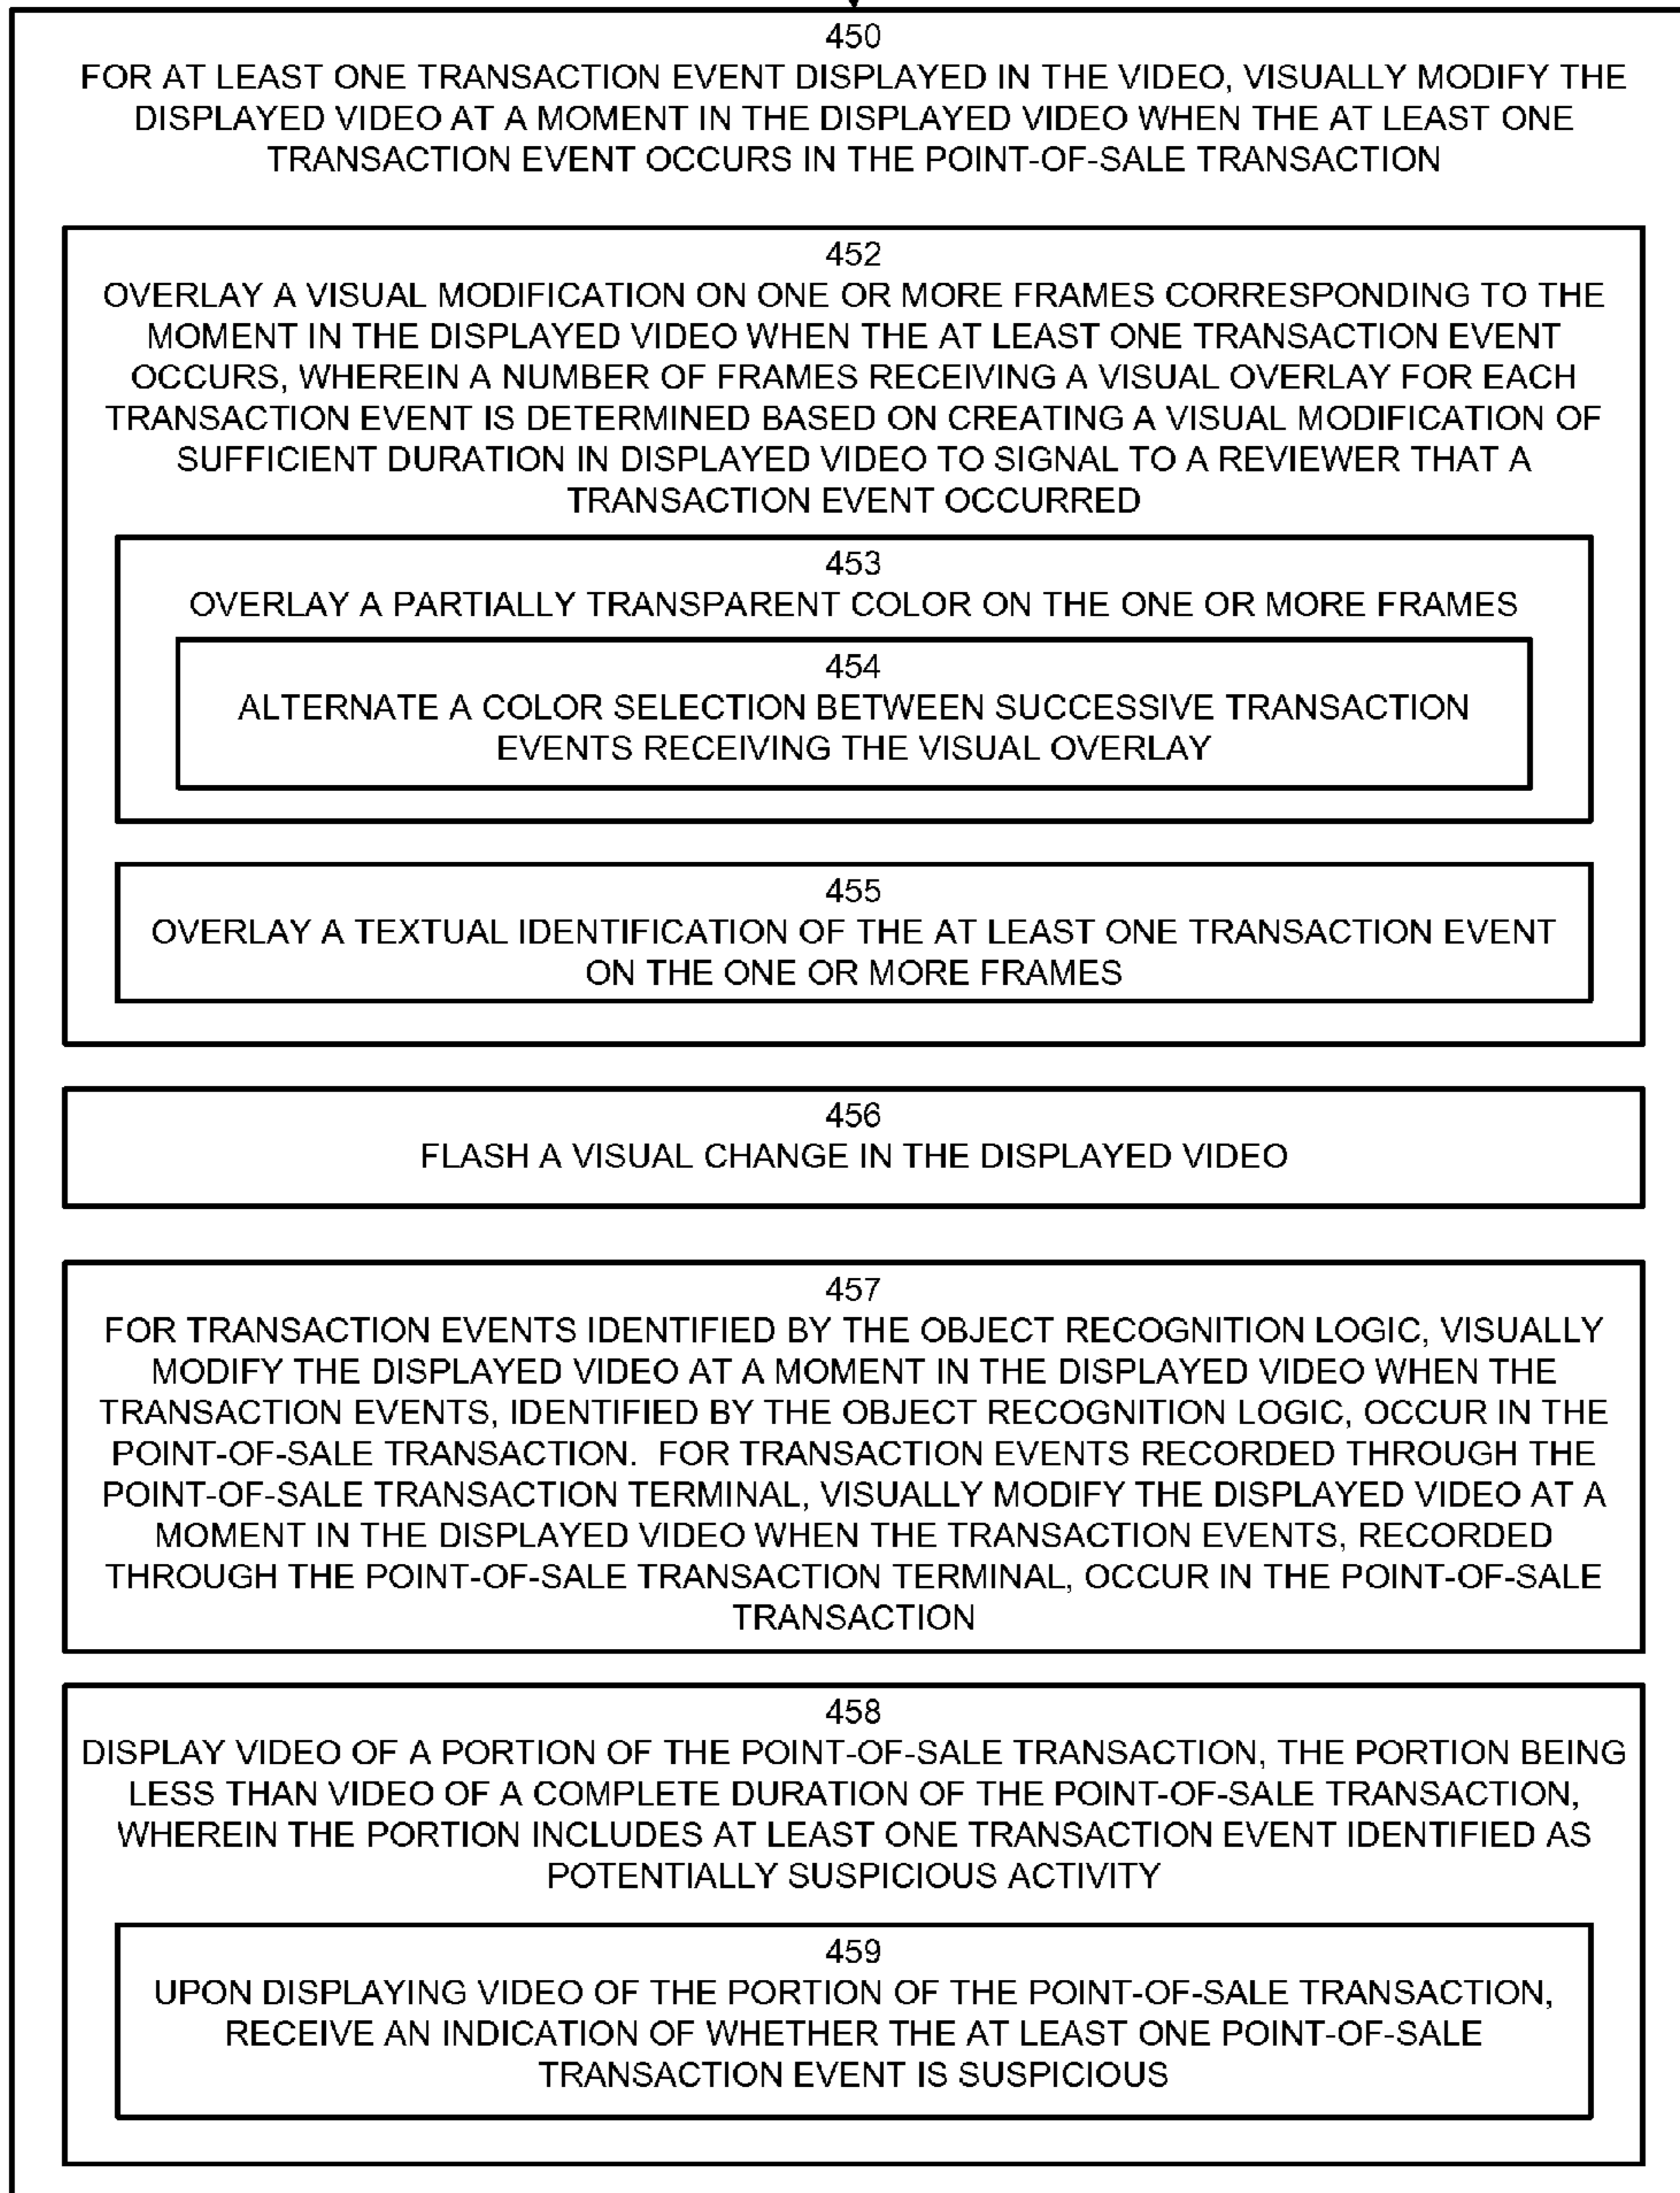 450
FOR AT LEAST ONE TRANSACTION EVENT DISPLAYED IN THE VIDEO, VISUALLY MODIFY THE
DISPLAYED VIDEO AT A MOMENT IN THE DISPLAYED VIDEO WHEN THE AT LEAST ONE
TRANSACTION EVENT OCCURS IN THE POINT-OF-SALE TRANSACTION
452
OVERLAY A VISUAL MODIFICATION ON ONE OR MORE FRAMES CORRESPONDING TO THE
MOMENT IN THE DISPLAYED VIDEO WHEN THE AT LEAST ONE TRANSACTION EVENT
OCCURS, WHEREIN A NUMBER OF FRAMES RECEIVING A VISUAL OVERLAY FOR EACH
TRANSACTION EVENT IS DETERMINED BASED ON CREATING A VISUAL MODIFICATION OF
SUFFICIENT DURATION IN DISPLAYED VIDEO TO SIGNAL TO A REVIEWER THAT A
TRANSACTION EVENT OCCURRED
453
OVERLAY A PARTIALLY TRANSPARENT COLOR ON THE ONE OR MORE FRAMES
454
ALTERNATE A COLOR SELECTION BETWEEN SUCCESSIVE TRANSACTION
EVENTS RECEIVING THE VISUAL OVERLAY
455
OVERLAY A TEXTUAL IDENTIFICATION OF THE AT LEAST ONE TRANSACTION EVENT
ON THE ONE OR MORE FRAMES
456
FLASH A VISUAL CHANGE IN THE DISPLAYED VIDEO
457
FOR TRANSACTION EVENTS IDENTIFIED BY THE OBJECT RECOGNITION LOGIC, VISUALLY
MODIFY THE DISPLAYED VIDEO AT A MOMENT IN THE DISPLAYED VIDEO WHEN THE
TRANSACTION EVENTS, IDENTIFIED BY THE OBJECT RECOGNITION LOGIC, OCCUR IN THE
POINT-OF-SALE TRANSACTION.  FOR TRANSACTION EVENTS RECORDED THROUGH THE
POINT-OF-SALE TRANSACTION TERMINAL, VISUALLY MODIFY THE DISPLAYED VIDEO AT A
MOMENT IN THE DISPLAYED VIDEO WHEN THE TRANSACTION EVENTS, RECORDED
THROUGH THE POINT-OF-SALE TRANSACTION TERMINAL, OCCUR IN THE POINT-OF-SALE
TRANSACTION
458
DISPLAY VIDEO OF A PORTION OF THE POINT-OF-SALE TRANSACTION, THE PORTION BEING
LESS THAN VIDEO OF A COMPLETE DURATION OF THE POINT-OF-SALE TRANSACTION,
WHEREIN THE PORTION INCLUDES AT LEAST ONE TRANSACTION EVENT IDENTIFIED AS
POTENTIALLY SUSPICIOUS ACTIVITY
459
UPON DISPLAYING VIDEO OF THE PORTION OF THE POINT-OF-SALE TRANSACTION,
RECEIVE AN INDICATION OF WHETHER THE AT LEAST ONE POINT-OF-SALE
TRANSACTION EVENT IS SUSPICIOUS